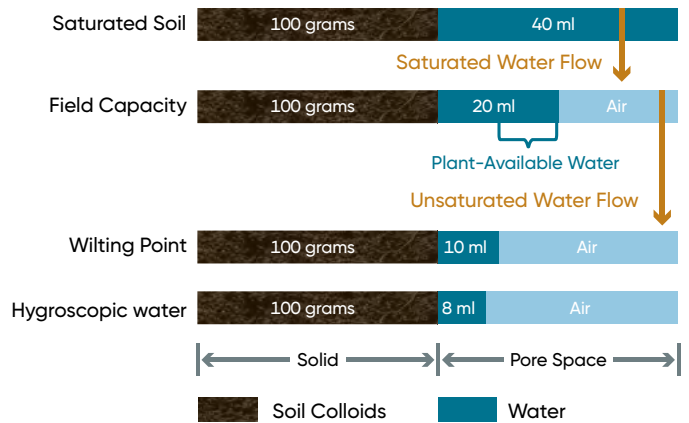 Saturated Soil
100 grams
40 ml
Saturated Water Flow
Field Capacity
100 grams
20 ml
Air
Plant-Available Water
Unsaturated Water Flow
Wilting Point
100 grams
10 ml
Air
Hygroscopic water
100 grams
8 ml
Air
Solid
Pore Space
Soil Colloids
Water